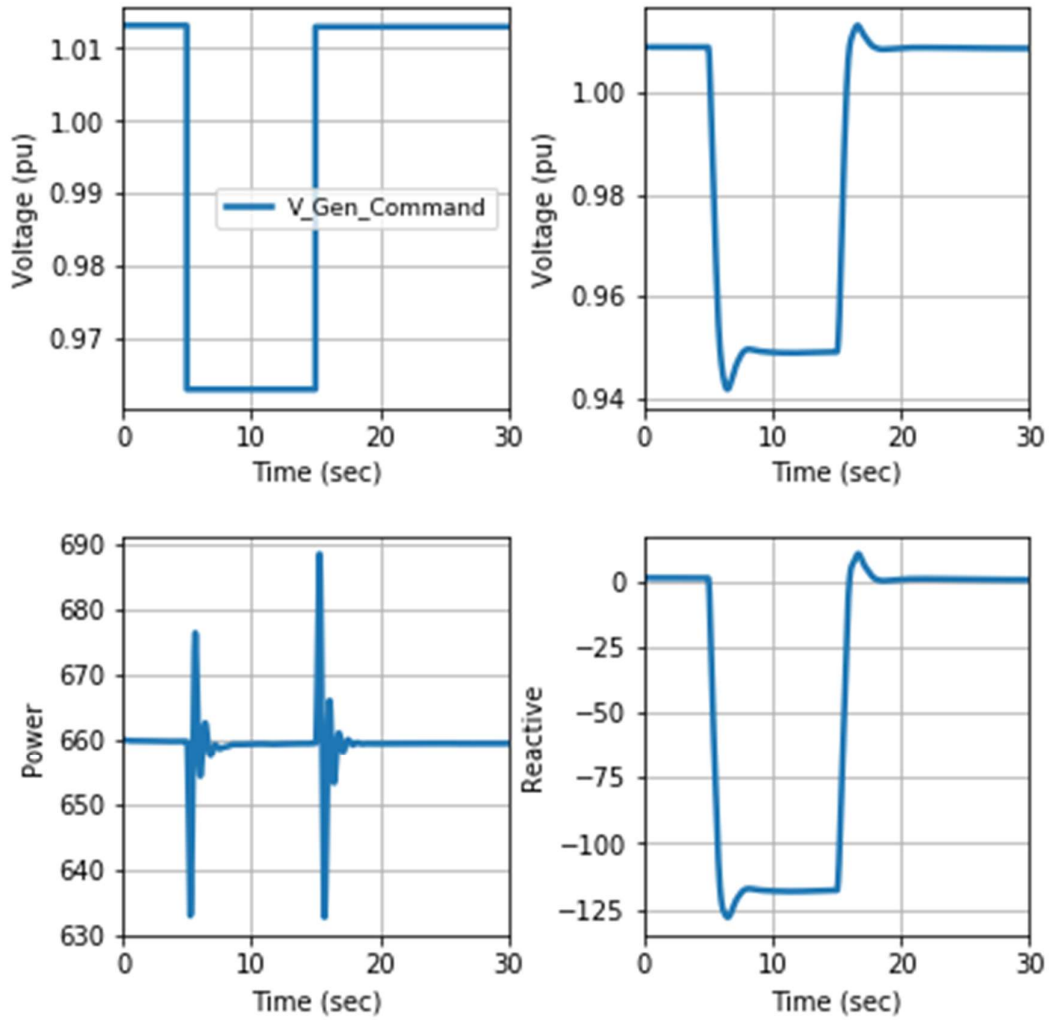 Voltage (pu)
1.01
1.00
0.99
0.98
0.97
V_Gen_Command
0 10 20 30
Time (sec)
Voltage (pu)
1.00
0.98
0.96
0.94
0 10 20 30
Time (sec)
Power
690
680
670
660
650
640
630
0 10 20 30
Time (sec)
Reactive
0
−25
−50
−75
−100
−125
0 10 20 30
Time (sec)